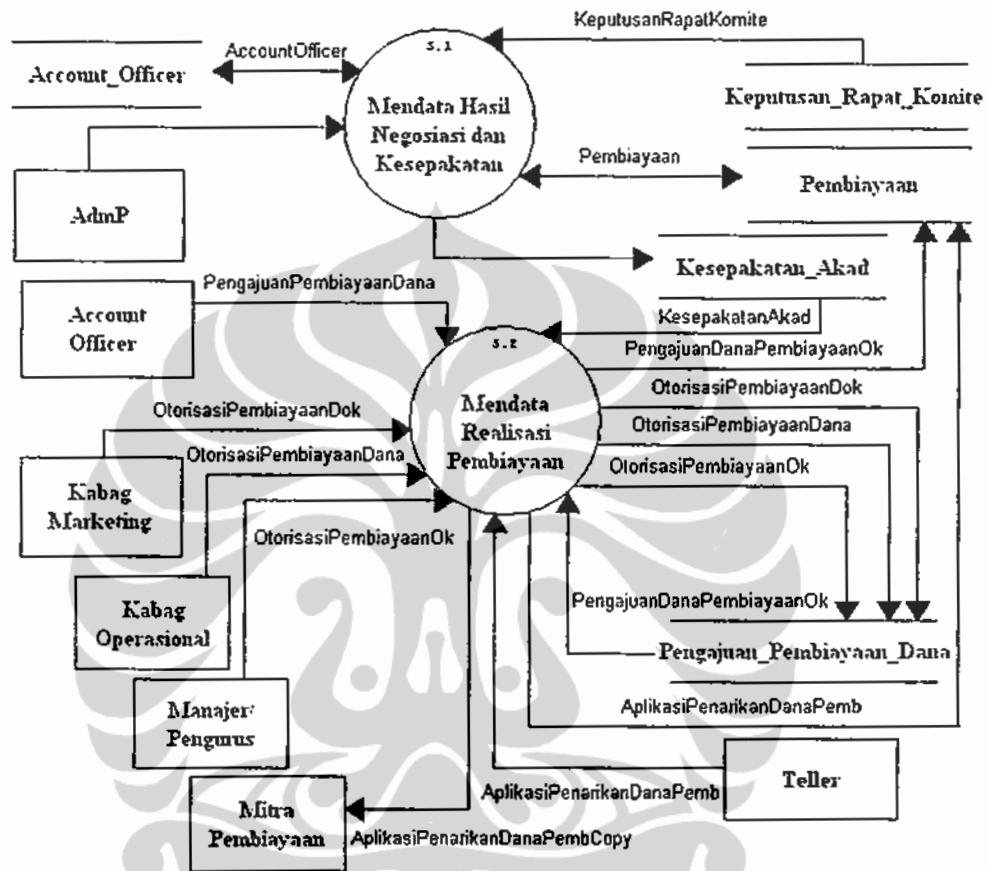 KeputusanRapatKomite
5.1
AccountOfficer
Account_Officer
Mendata Hasil
Negosiasi dan
Kesepakatan
Keputusan_Rapat_Komite
Pembiayaan
Pembiayaan
AdmP
Kesepakatan_Akad
PengajuanPembiayaanDana
Account
Officer
KesepakatanAkad
5.2
PengajuanDanaPembiayaanOk
OtorisasiPembiayaanDok
Mendata
Realisasi
Pembiayaan
OtorisasiPembiayaanDok
OtorisasiPembiayaanDana
OtorisasiPembiayaanDana
OtorisasiPembiayaanOk
Kabag
Marketing
OtorisasiPembiayaanOk
PengajuanDanaPembiayaanOk
Kabag
Operasional
Pengajuan_Pembiayaan_Dana
Manajer
Pengurus
AplikasiPenarikanDanaPemb
Teller
AplikasiPenarikanDanaPemb
Mitra
Pembiayaan
AplikasiPenarikanDanaPembCopy